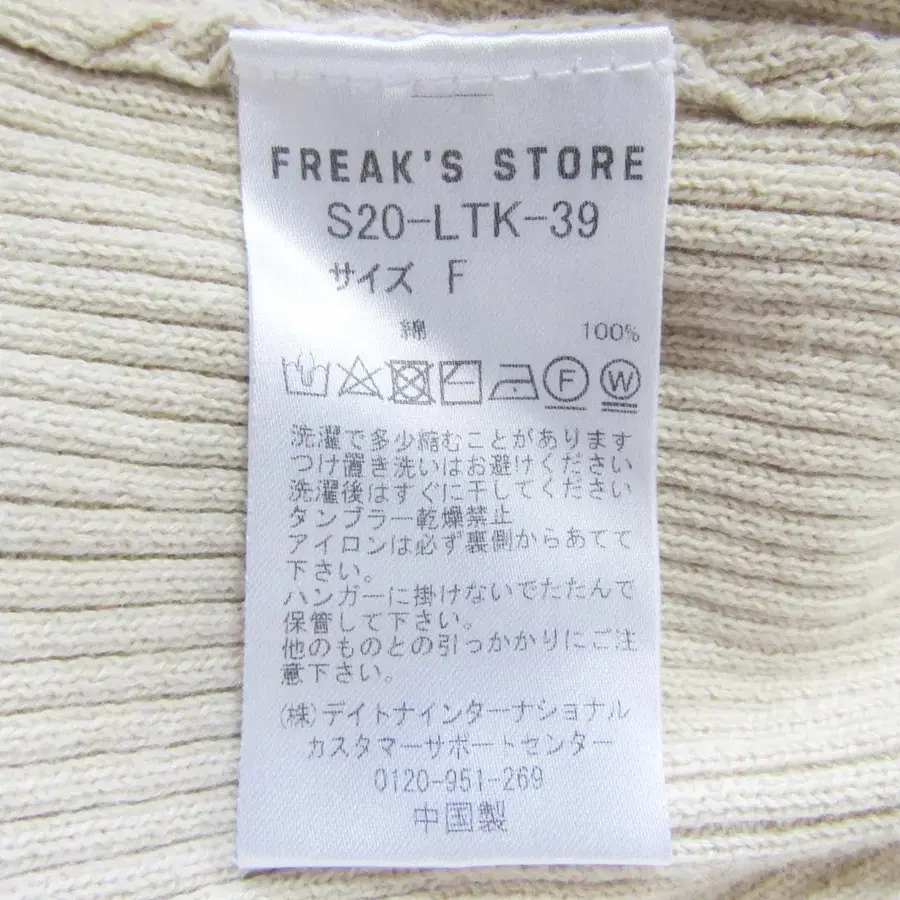 FREAK'S STORE
S20-LTK-39
サイズ F
綿 100%
F W
洗濯で多少縮むことがあります
つけ置き洗いはお避けください
洗濯後はすぐに干してください
タンブラー乾燥禁止
アイロンは必ず裏側からあてて
下さい。
ハンガーに掛けないでたたんで
保管して下さい。
他のものとの引っかかりにご注
意下さい。
(株)デイトナインターナショナル
カスタマーサポートセンター
0120-951-269
中国製